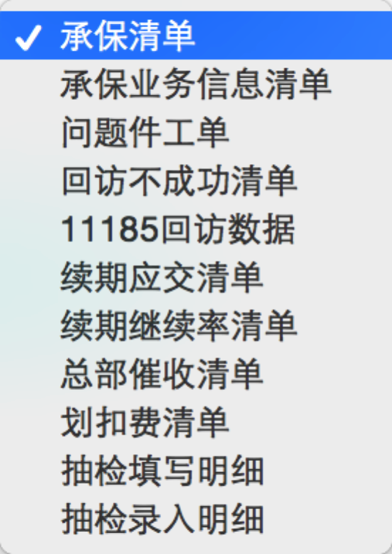 承保清单
承保业务信息清单
问题件工单
回访不成功清单
11185回访数据
续期应交清单
续期继续率清单
总部催收清单
划扣费清单
抽检填写明细
抽检录入明细